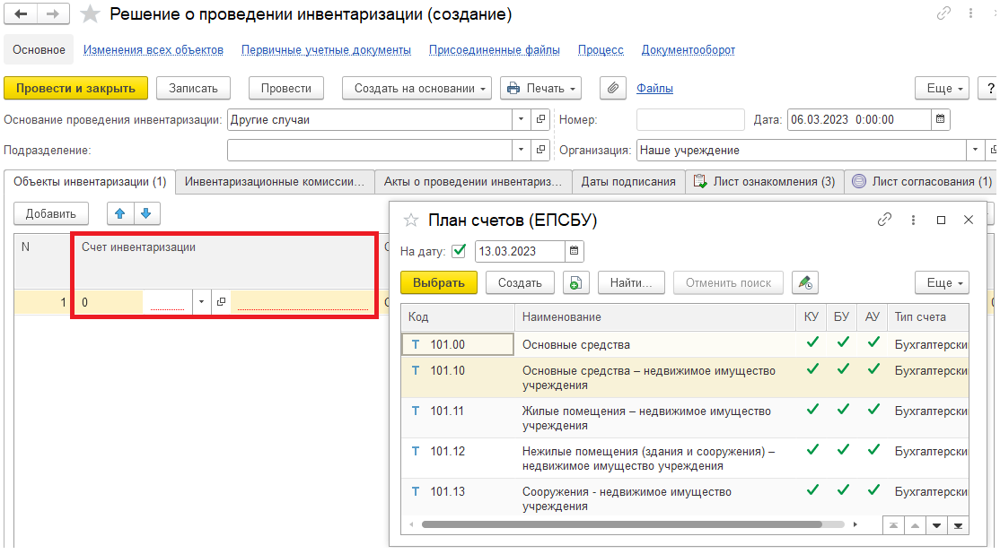 Решение о проведении инвентаризации (создание)
Основное Изменения всех объектов Первичные учетные документы Присоединенные файлы Процесс Документооборот
Провести и закрыть Записать Провести Создать на основании Печать Файлы Еще ?
Основание проведения инвентаризации: Другие случаи Номер: Дата: 06.03.2023 0:00:00
Подразделение: Организация: Наше учреждение
Объекты инвентаризации (1) Инвентаризационные комиссии... Акты о проведении инвентариз... Даты подписания Лист ознакомления (3) Лист согласования (1)
Добавить
N Счет инвентаризации
1 0
План счетов (ЕПСБУ)
На дату: 13.03.2023
Выбрать Создать Найти... Отменить поиск Еще
Код Наименование КУ БУ АУ Тип счета
Т 101.00 Основные средства Бухгалтерски
Т 101.10 Основные средства – недвижимое имущество Бухгалтерски
учреждения
Т 101.11 Жилые помещения – недвижимое имущество Бухгалтерски
учреждения
Т 101.12 Нежилые помещения (здания и сооружения) – Бухгалтерски
недвижимое имущество учреждения
Т 101.13 Сооружения - недвижимое имущество Бухгалтерски
учреждения